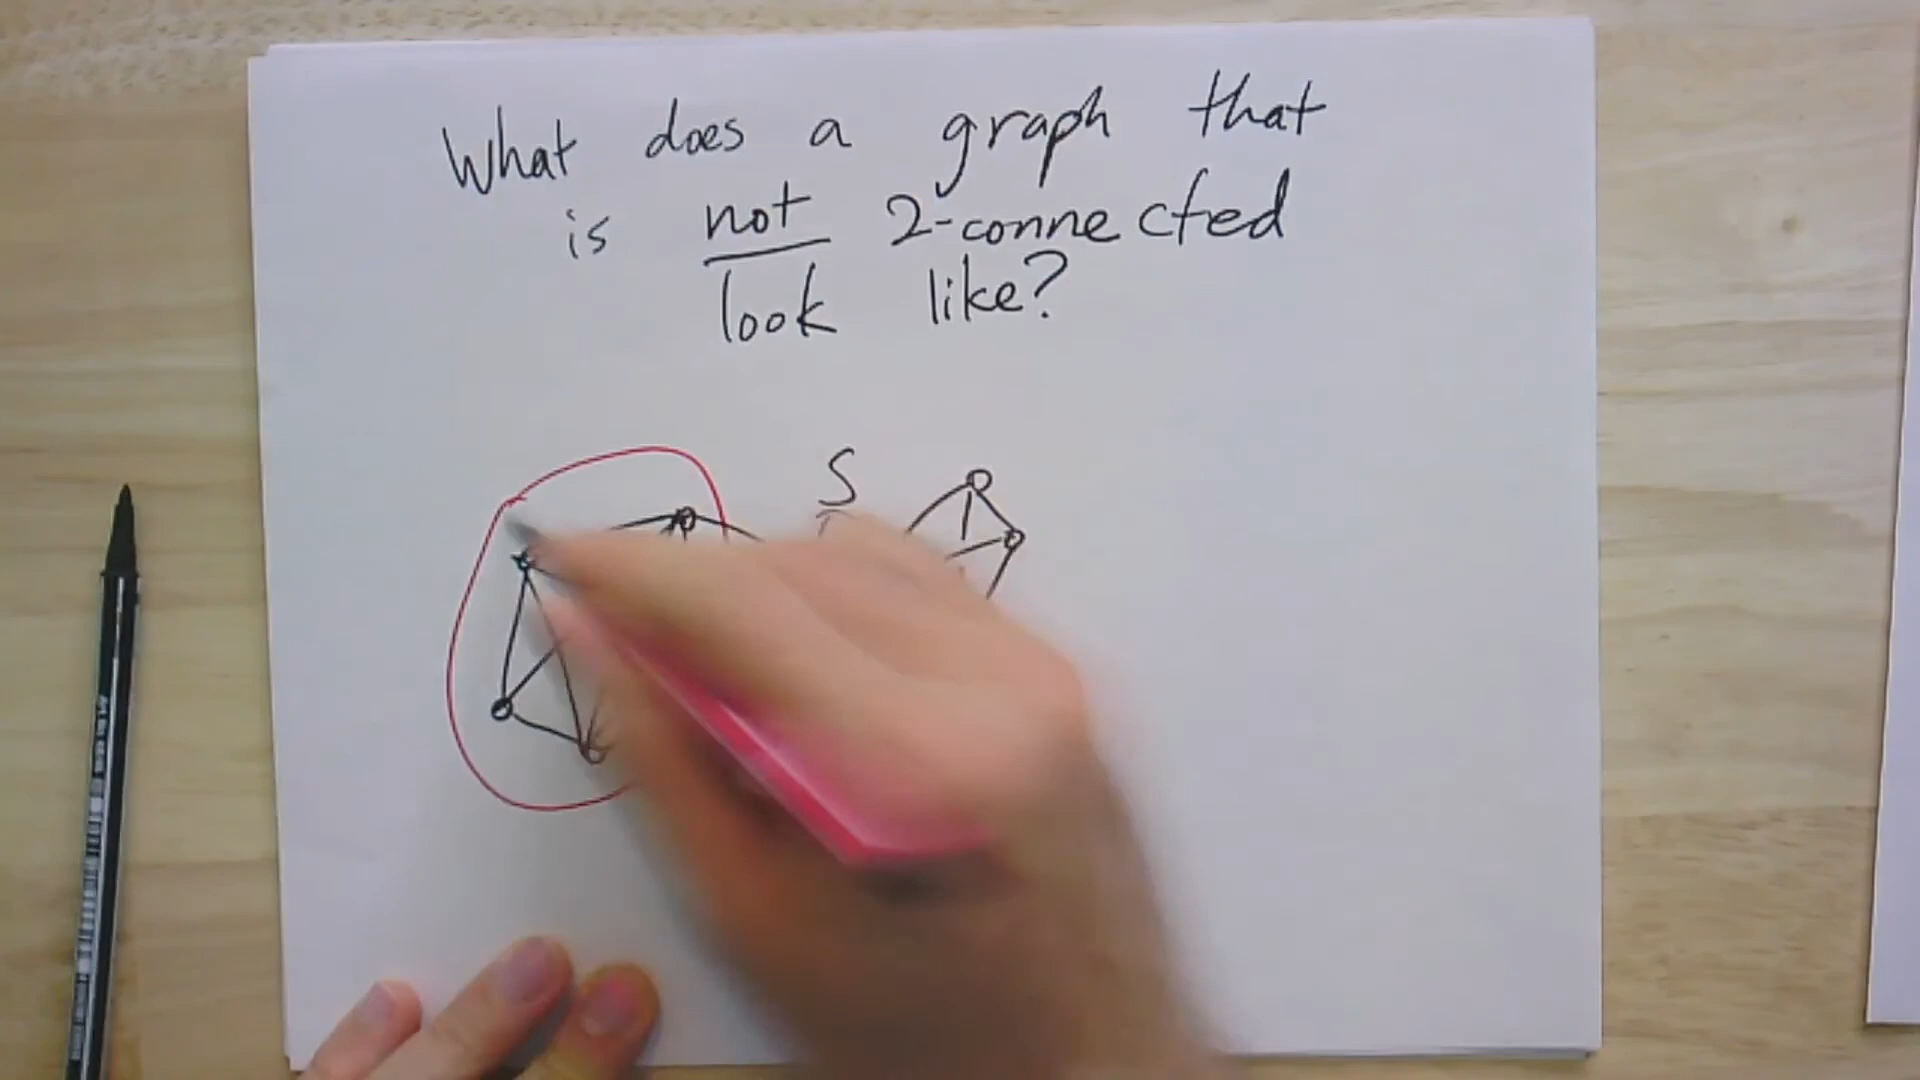 What does a graph that
is not 2-connected
look like?
S